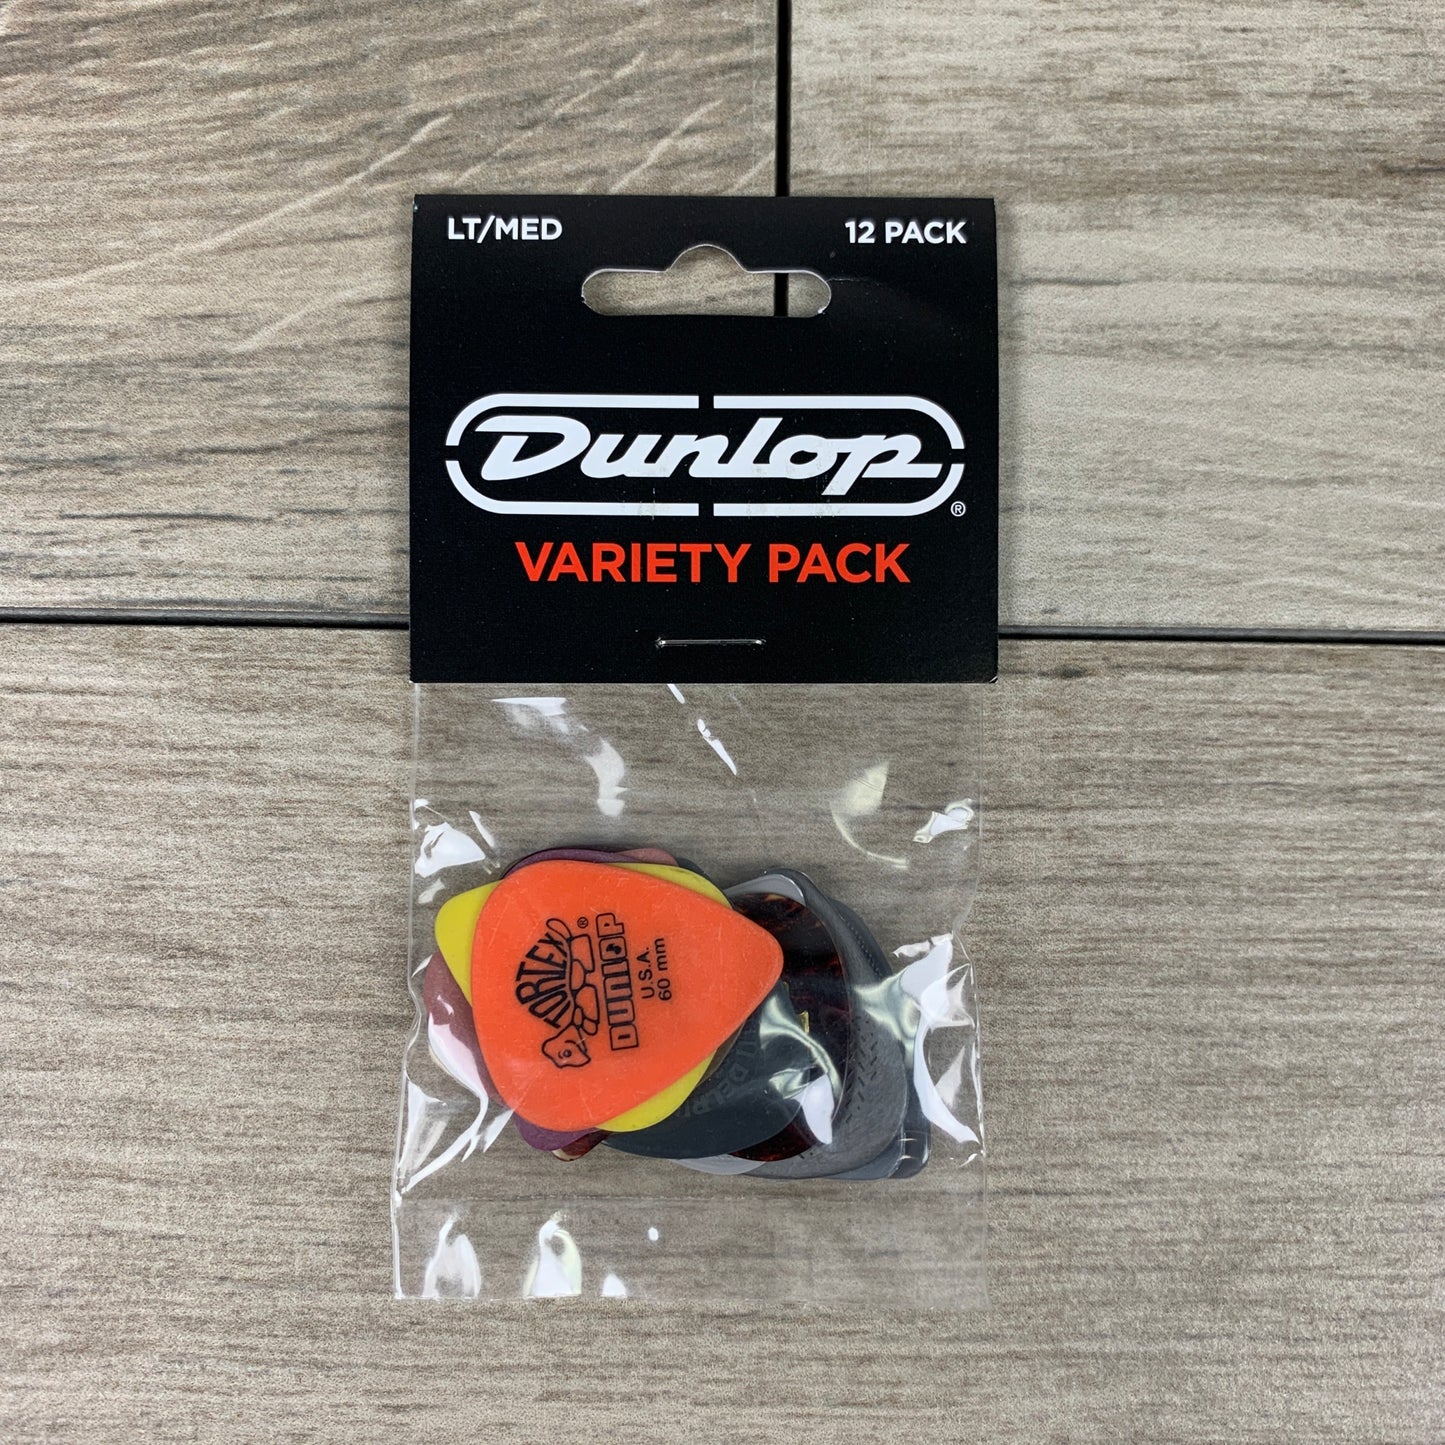 LT/MED
12 PACK
Dunlop®
VARIETY PACK
TORTEX®
DUNLOP
U.S.A.
60 mm